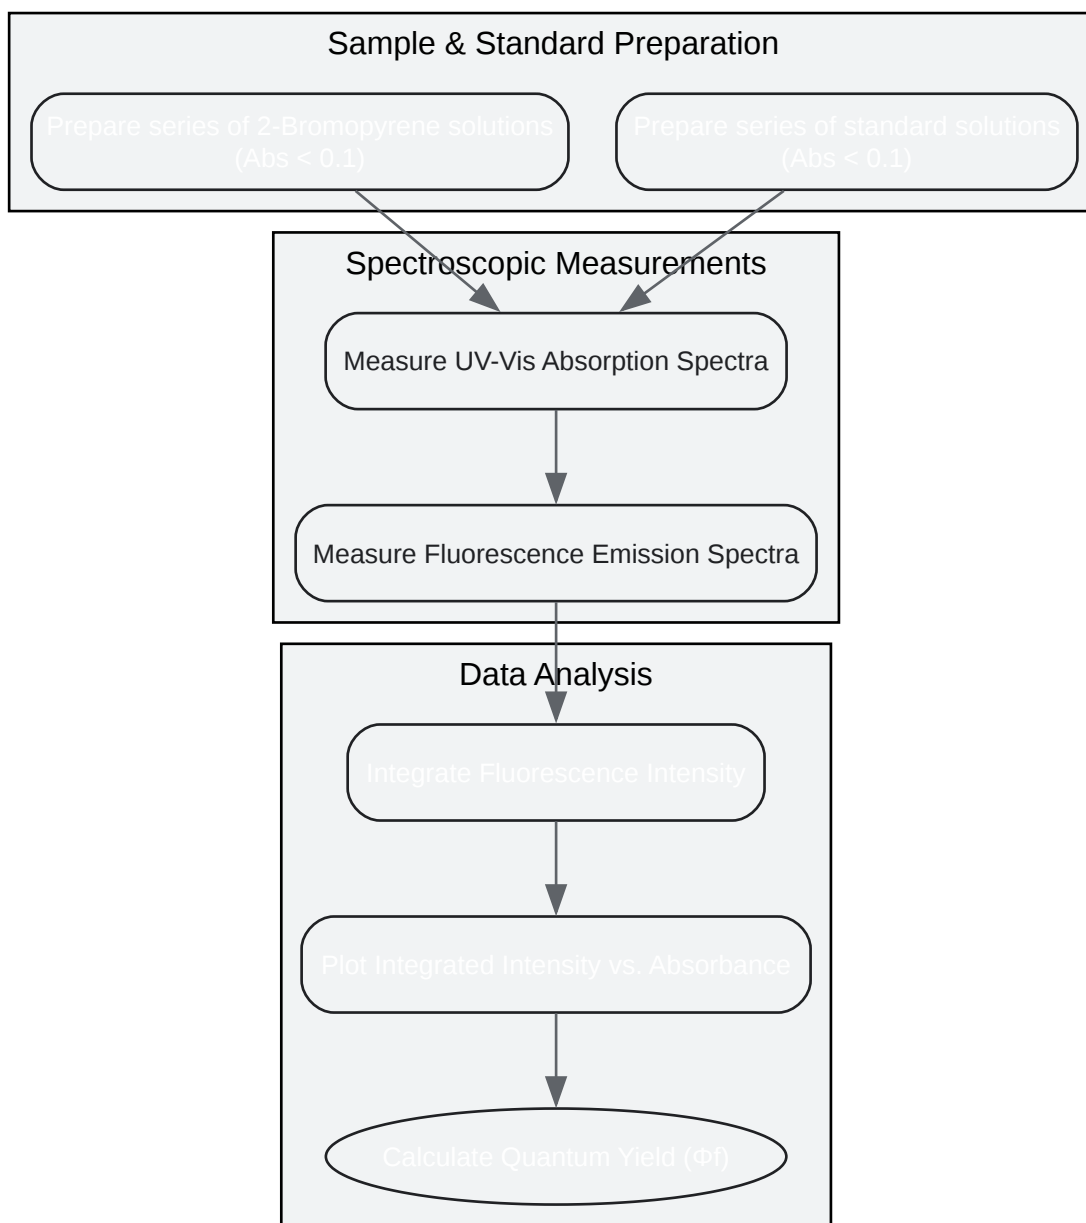 Sample & Standard Preparation
Prepare series of 2-Bromopyrene solutions
(Abs < 0.1)
Prepare series of standard solutions
(Abs < 0.1)
Spectroscopic Measurements
Measure UV-Vis Absorption Spectra
Measure Fluorescence Emission Spectra
Data Analysis
Integrate Fluorescence Intensity
Plot Integrated Intensity vs. Absorbance
Calculate Quantum Yield (Φf)